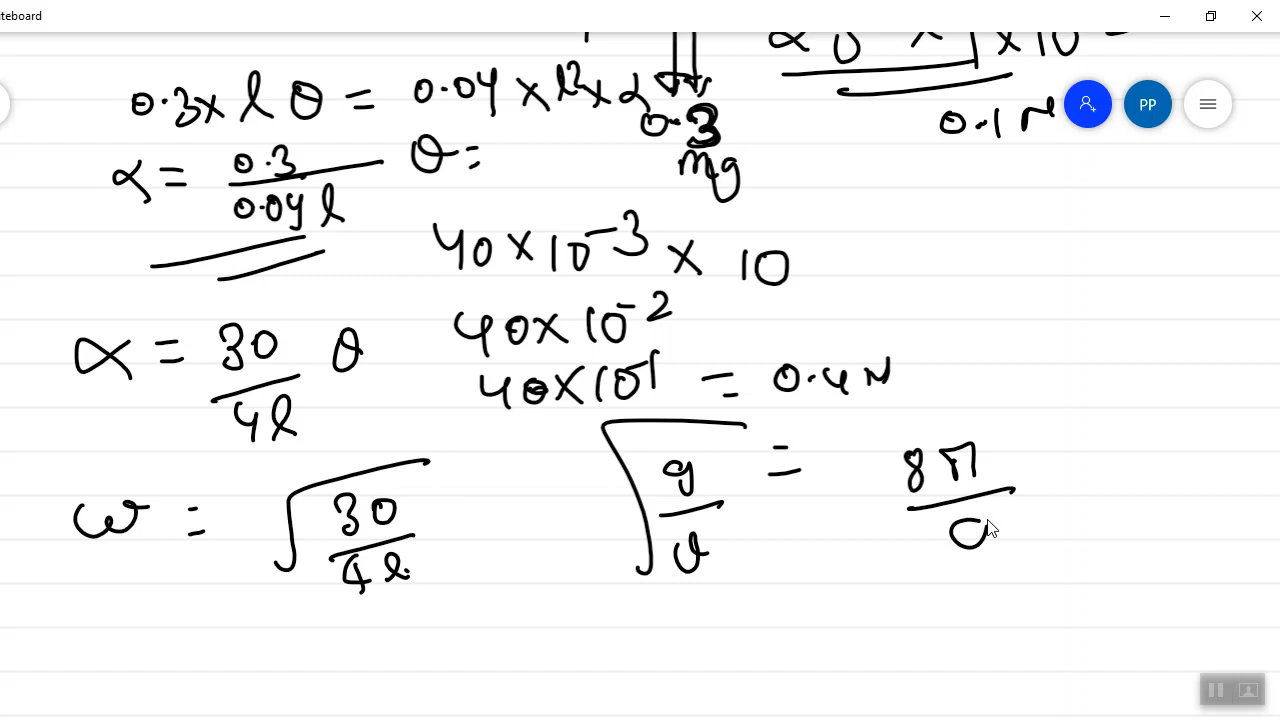 teboard
0.3 x l θ = 0.04 x l² x α
0.3
mg
0.1 N
PP
α = 0.3 / 0.04 l θ =
40 x 10⁻³ x 10
40 x 10⁻²
α = 30 / 4l θ
40 x 10⁻¹ = 0.4 N
ω = √(30 / 4l)
√(g / l) = 8π